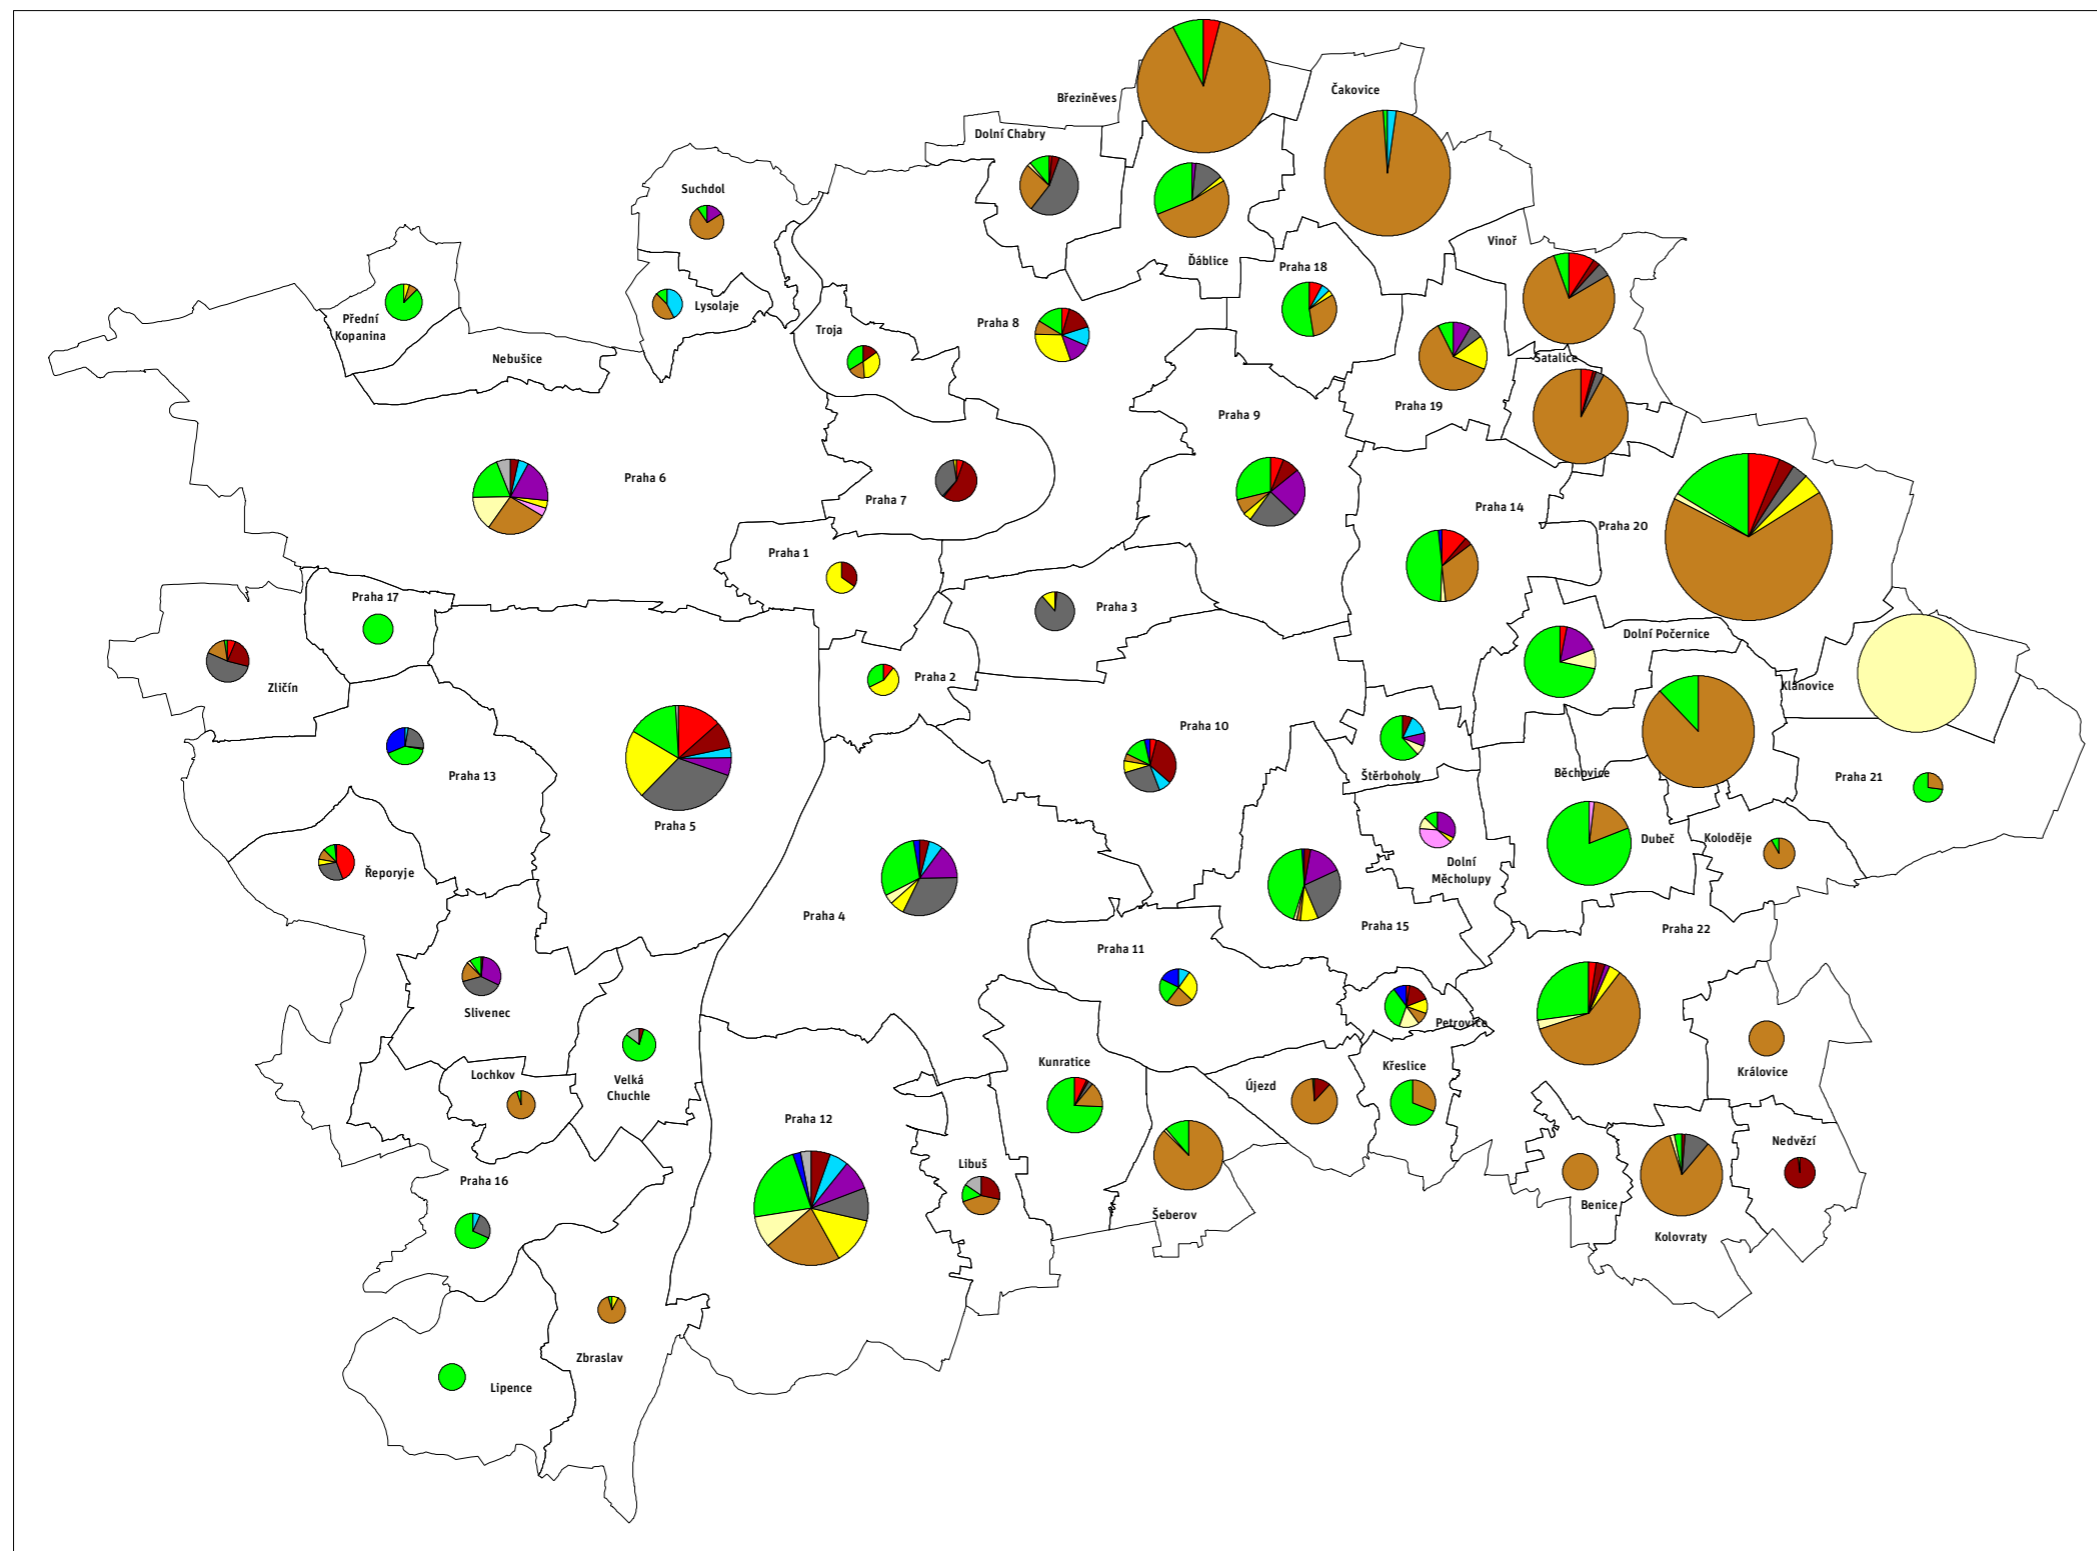 Březiněves
Čakovice
Dolní Chabry
Suchdol
Ďáblice
Vinoř
Praha 18
Přední
Kopanina
Lysolaje
Nebušice
Troja
Praha 8
Satalice
Praha 19
Praha 9
Praha 6
Praha 7
Praha 14
Praha 20
Praha 1
Praha 17
Praha 3
Dolní Počernice
Zličín
Praha 2
Klánovice
Praha 10
Praha 13
Štěrboholy
Běchovice
Praha 21
Praha 5
Řeporyje
Dolní
Měcholupy
Dubeč
Koloděje
Praha 4
Praha 15
Praha 22
Praha 11
Slivenec
Petrovice
Kunratice
Lochkov
Velká
Chuchle
Újezd
Křeslice
Královice
Praha 12
Nedvězí
Libuš
Praha 16
Šeberov
Benice
Kolovraty
Zbraslav
Lipence